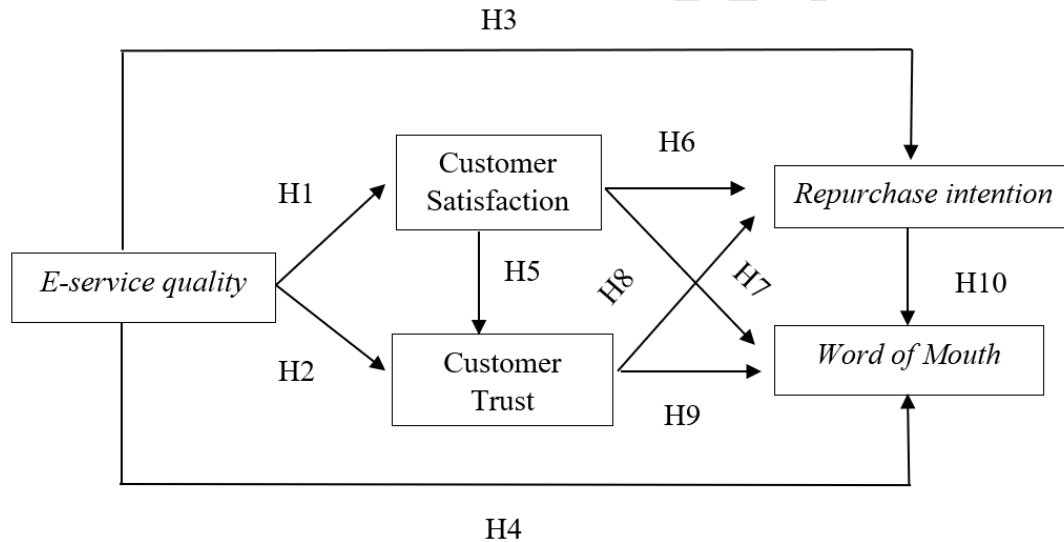 H3
Customer
Satisfaction
H6
Repurchase intention
H1
E-service quality
H5
H8
H7
H10
H2
Customer
Trust
Word of Mouth
H9
H4